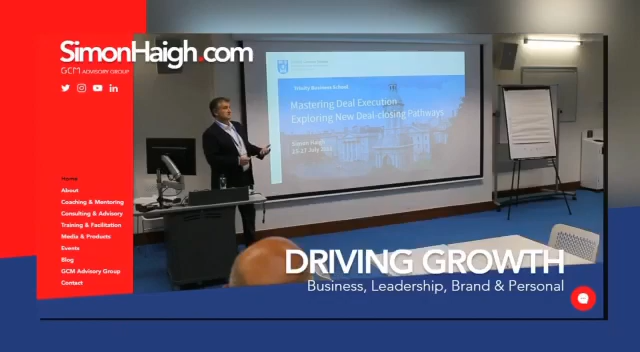 SimonHaigh.com
GCM ADVISORY GROUP
Home
About
Coaching & Mentoring
Consulting & Advisory
Training & Facilitation
Media & Products
Events
Blog
GCM Advisory Group
Contact
Trinity Business School
Mastering Deal Execution
Exploring New Deal-closing Pathways
Simon Haigh
DRIVING GROWTH
Business, Leadership, Brand & Personal